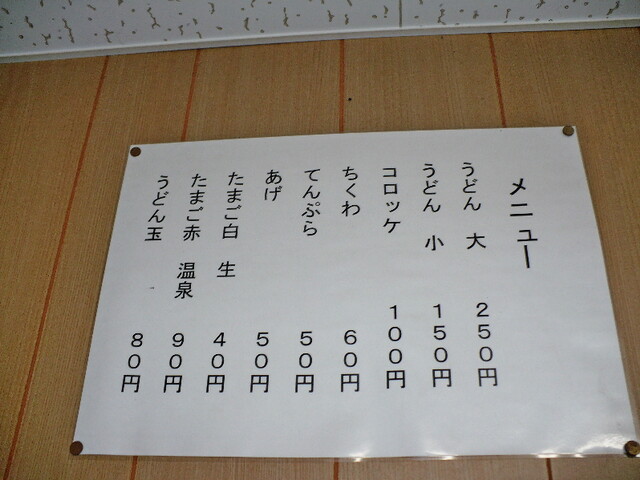 メニュー
うどん 大 250円
うどん 小 150円
コロッケ 100円
ちくわ 60円
てんぷら 50円
あげ 50円
たまご白 生 40円
たまご赤 温泉 90円
うどん玉 80円